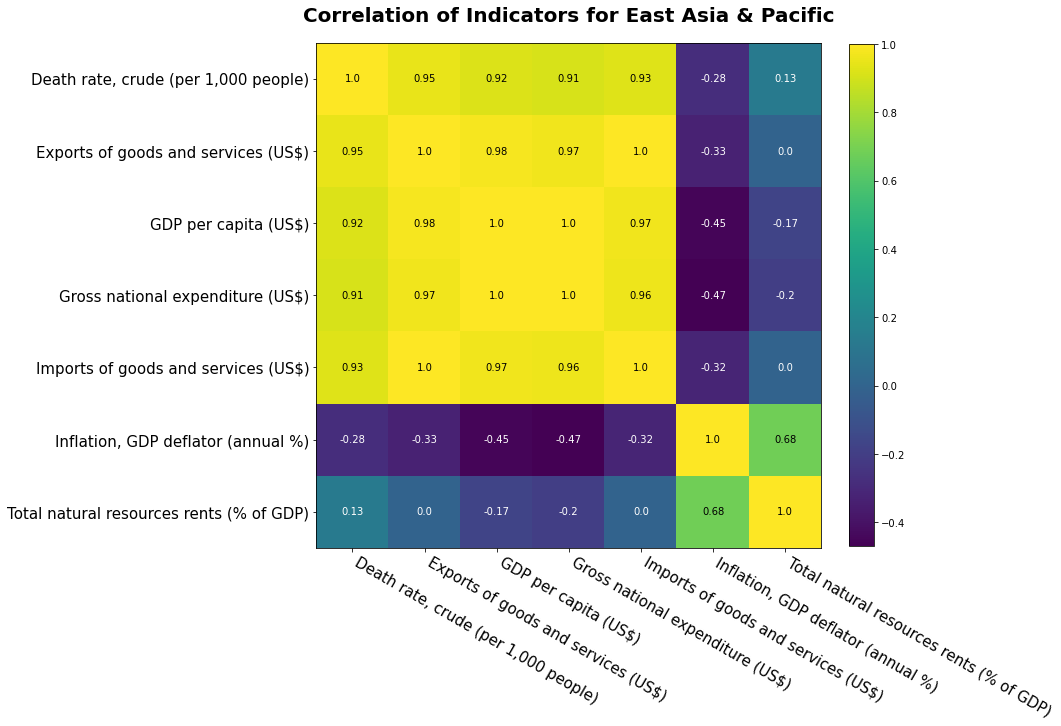 Correlation of Indicators for East Asia & Pacific
Death rate, crude (per 1,000 people) 1.0 0.95 0.92 0.91 0.93 -0.28 0.13
Exports of goods and services (US$) 0.95 1.0 0.98 0.97 1.0 -0.33 0.0
GDP per capita (US$) 0.92 0.98 1.0 1.0 0.97 -0.45 -0.17
Gross national expenditure (US$) 0.91 0.97 1.0 1.0 0.96 -0.47 -0.2
Imports of goods and services (US$) 0.93 1.0 0.97 0.96 1.0 -0.32 0.0
Inflation, GDP deflator (annual %) -0.28 -0.33 -0.45 -0.47 -0.32 1.0 0.68
Total natural resources rents (% of GDP) 0.13 0.0 -0.17 -0.2 0.0 0.68 1.0
Death rate, crude (per 1,000 people)
Exports of goods and services (US$)
GDP per capita (US$)
Gross national expenditure (US$)
Imports of goods and services (US$)
Inflation, GDP deflator (annual %)
Total natural resources rents (% of GDP)
1.0
0.8
0.6
0.4
0.2
0.0
−0.2
−0.4